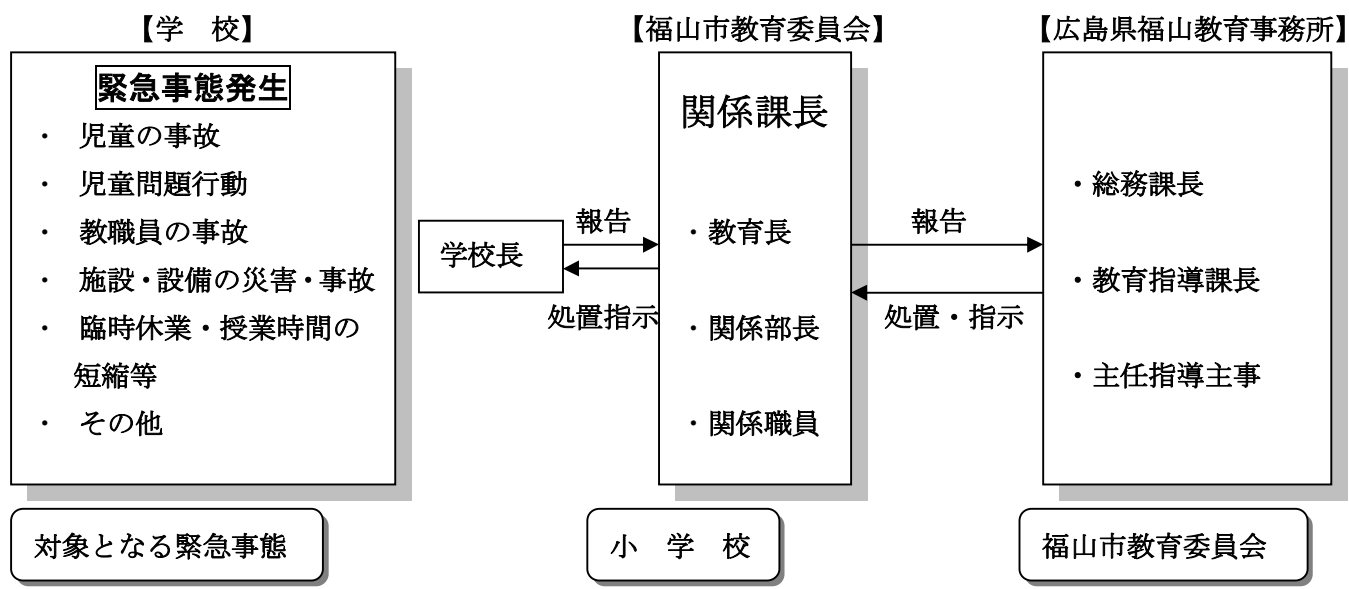 【学　校】
緊急事態発生
・ 児童の事故
・ 児童問題行動
・ 教職員の事故
・ 施設・設備の災害・事故
・ 臨時休業・授業時間の
短縮等
・ その他
対象となる緊急事態
学校長
報告
処置指示
【福山市教育委員会】
関係課長
・教育長
・関係部長
・関係職員
小　学　校
報告
処置・指示
【広島県福山教育事務所】
・総務課長
・教育指導課長
・主任指導主事
福山市教育委員会